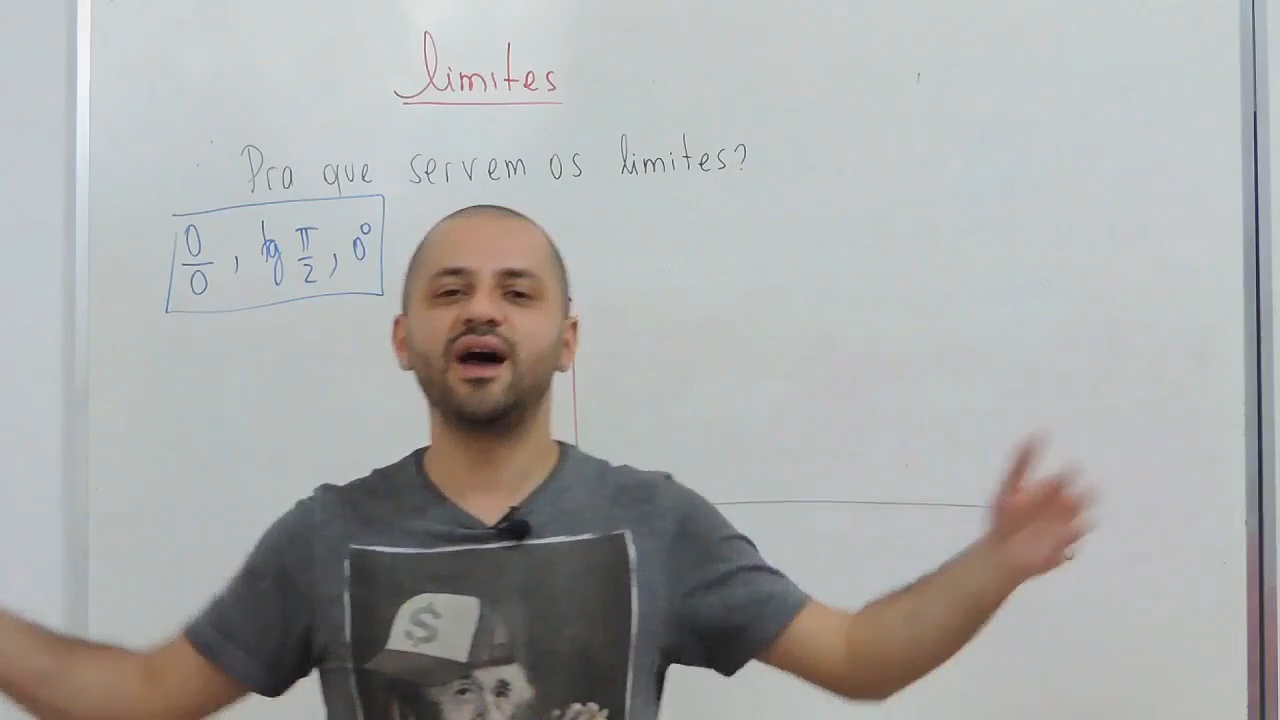 limites
Pra que servem os limites?
0/0 , tg π/2 , 0⁰
$